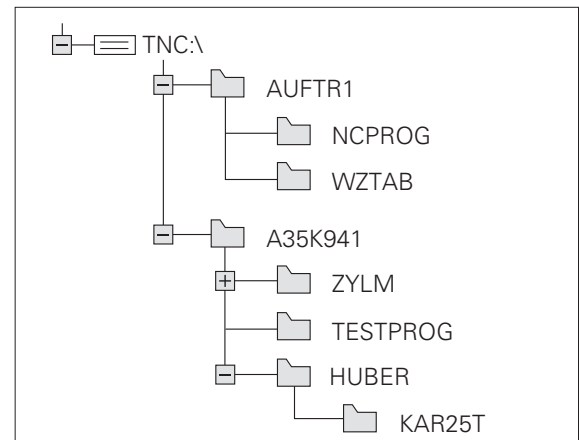 TNC:\
AUFTR1
NCPROG
WZTAB
A35K941
ZYLM
TESTPROG
HUBER
KAR25T